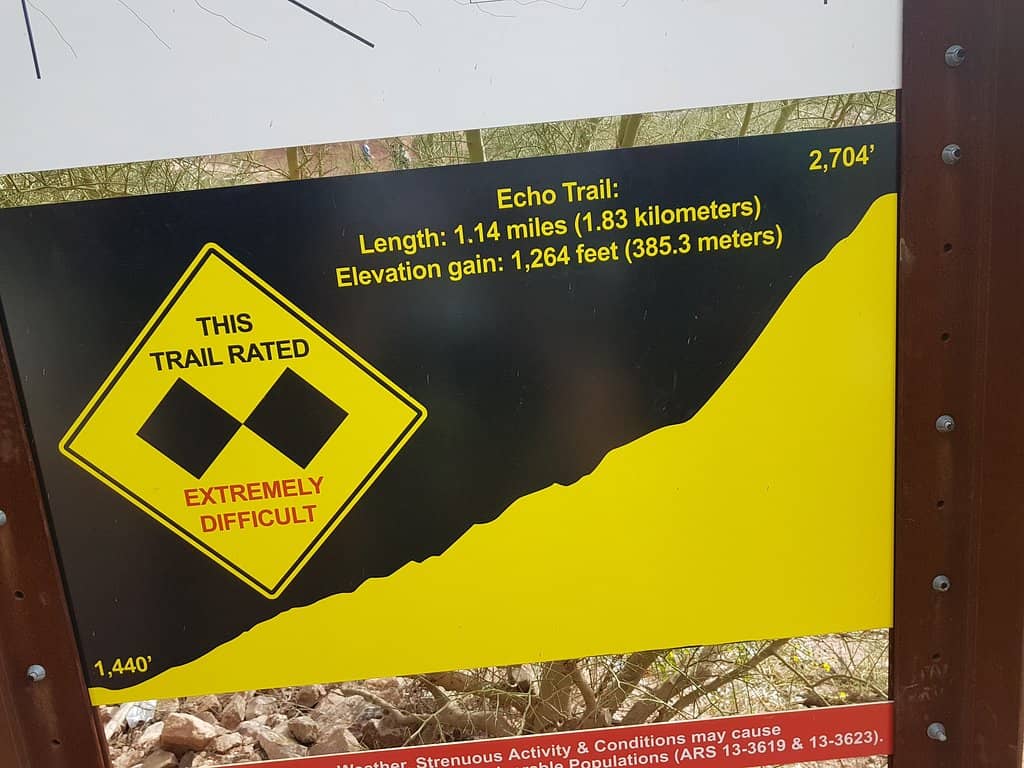 2,704'
Echo Trail:
Length: 1.14 miles (1.83 kilometers)
Elevation gain: 1,264 feet (385.3 meters)
THIS
TRAIL RATED
EXTREMELY
DIFFICULT
1,440'
Weather, Strenuous Activity & Conditions may cause
Populations (ARS 13-3619 & 13-3623).